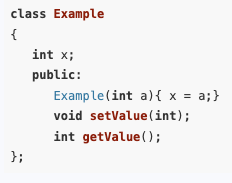 class Example
{
   int x;
   public:
      Example(int a){ x = a;}
      void setValue(int);
      int getValue();
};